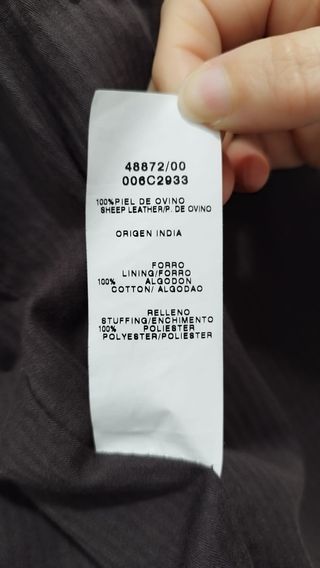 48872/00
006C2933
100%PIEL DE OVINO
SHEEP LEATHER/P. DE OVINO
ORIGEN INDIA
FORRO
LINING/FORRO
100% ALGODON
COTTON/ ALGODAO
RELLENO
STUFFING/ENCHIMENTO
100% POLIESTER
POLYESTER/POLIESTER